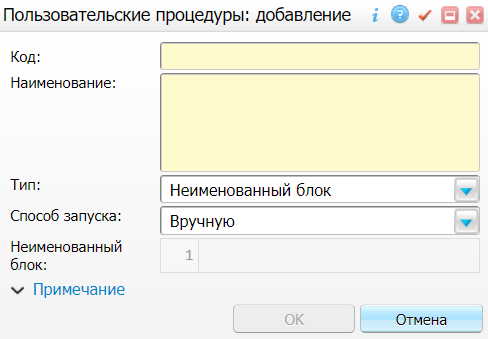 Пользовательские процедуры: добавление
Код:
Наименование:
Тип:
Неименованный блок
Способ запуска:
Вручную
Неименованный
блок:
1
Примечание
OK
Отмена